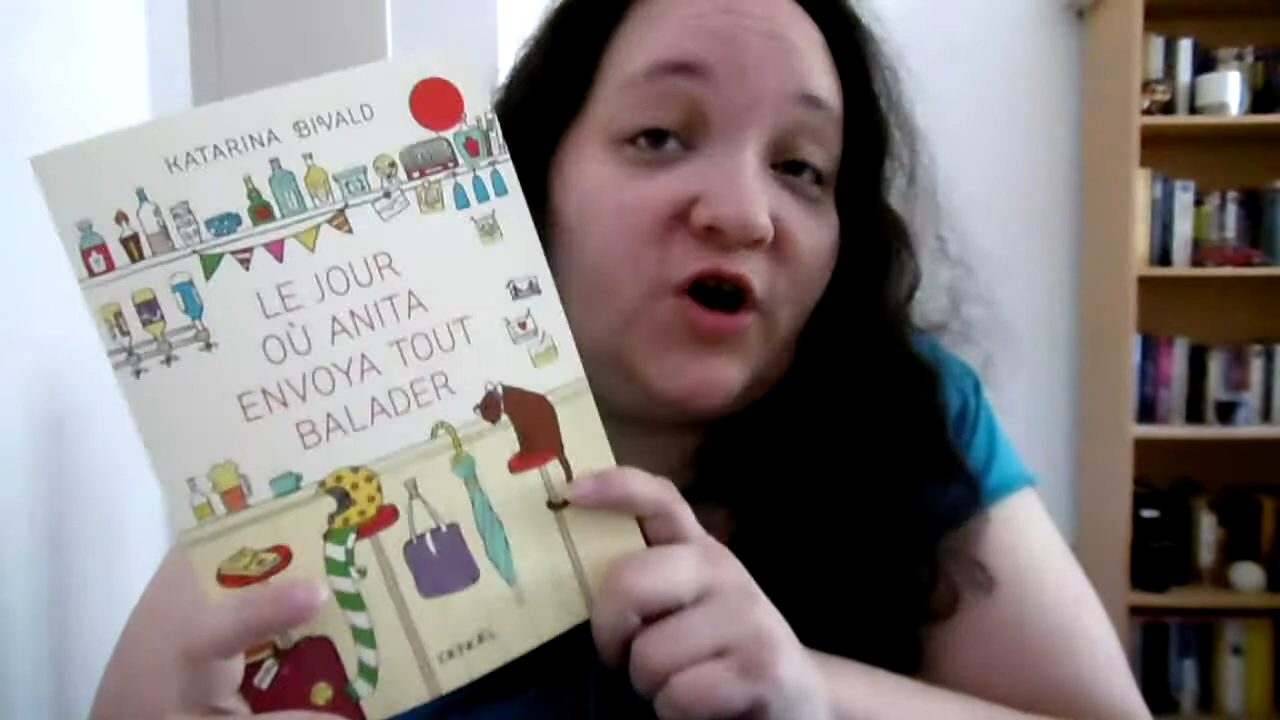 KATARINA BIVALD
LE JOUR
OÙ ANITA
ENVOYA TOUT
BALADER